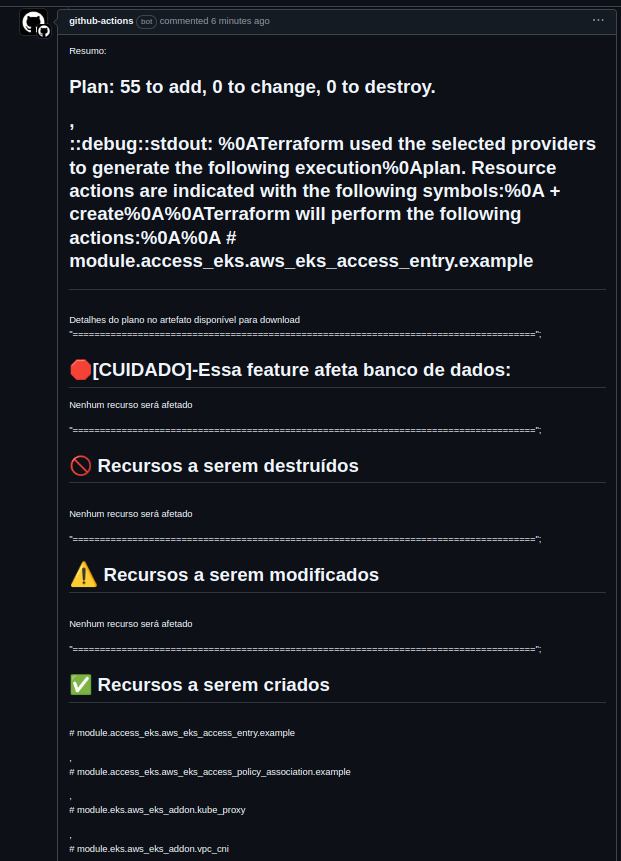 github-actions bot commented 6 minutes ago
Resumo:
Plan: 55 to add, 0 to change, 0 to destroy.
,
::debug::stdout: %0ATerraform used the selected providers
to generate the following execution%0Aplan. Resource
actions are indicated with the following symbols:%0A +
create%0A%0ATerraform will perform the following
actions:%0A%0A #
module.access_eks.aws_eks_access_entry.example
Detalhes do plano no artefato disponível para download
"=====================================================================================";
[CUIDADO]-Essa feature afeta banco de dados:
Nenhum recurso será afetado
"=====================================================================================";
Recursos a serem destruídos
Nenhum recurso será afetado
"=====================================================================================";
Recursos a serem modificados
Nenhum recurso será afetado
"=====================================================================================";
Recursos a serem criados
# module.access_eks.aws_eks_access_entry.example
,
# module.access_eks.aws_eks_access_policy_association.example
,
# module.eks.aws_eks_addon.kube_proxy
,
# module.eks.aws_eks_addon.vpc_cni